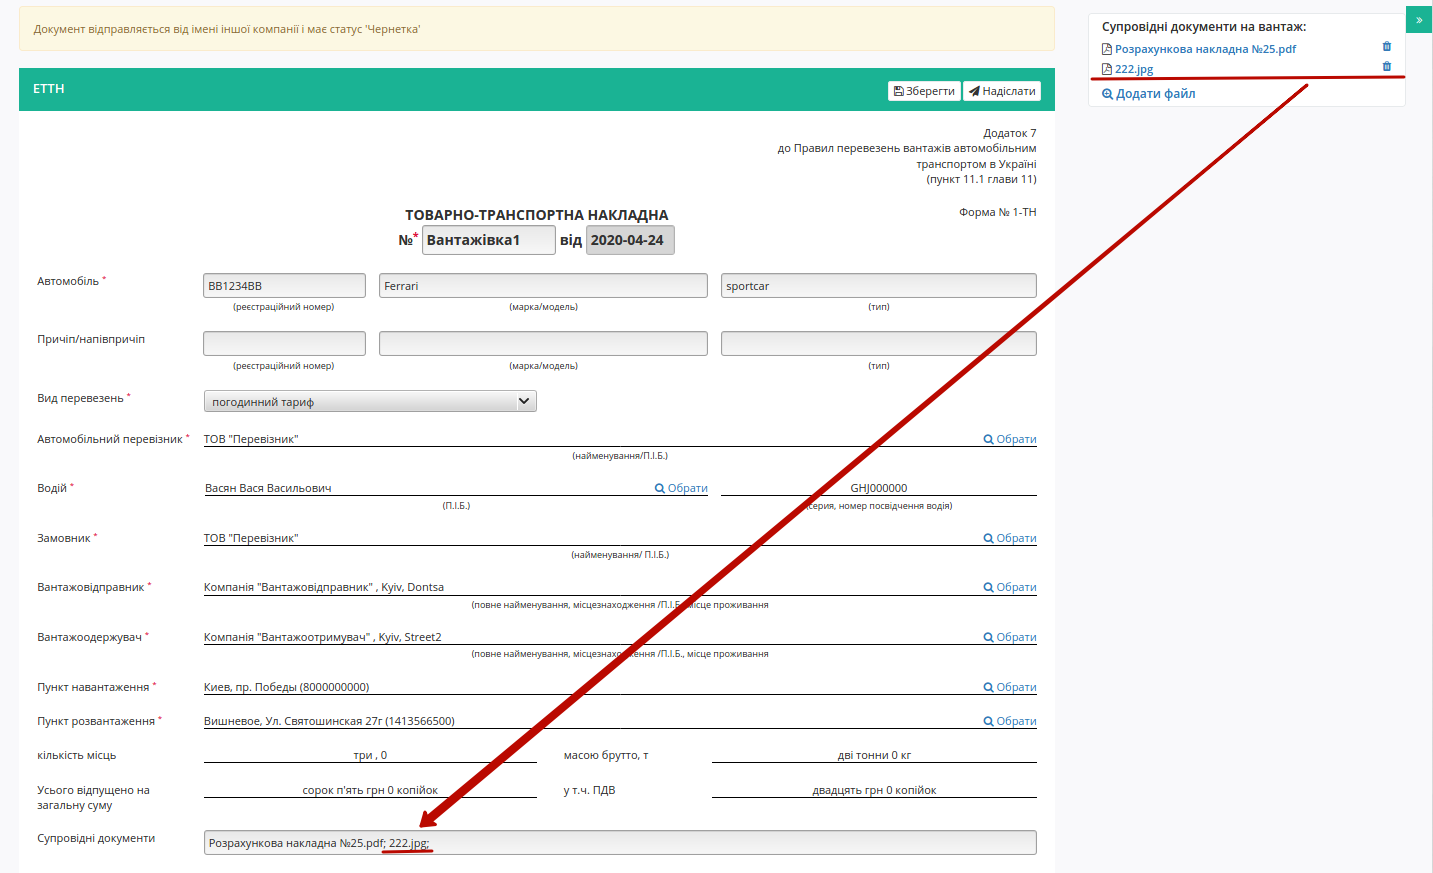 Документ відправляється від імені іншої компанії і має статус 'Чернетка'
Супровідні документи на вантаж:
Розрахункова накладна №25.pdf
222.jpg
Додати файл
»
ЕТТН
Зберегти
Надіслати
Додаток 7
до Правил перевезень вантажів автомобільним
транспортом в Україні
(пункт 11.1 глави 11)
Форма № 1-ТН
ТОВАРНО-ТРАНСПОРТНА НАКЛАДНА
№* Вантажівка1 від 2020-04-24
Автомобіль * BB1234BB Ferrari sportcar
(реєстраційний номер) (марка/модель) (тип)
Причіп/напівпричіп
(реєстраційний номер) (марка/модель) (тип)
Вид перевезень * погодинний тариф
Автомобільний перевізник * ТОВ "Перевізник" Обрати
(найменування/П.І.Б.)
Водій * Васян Вася Васильович Обрати GHJ000000
(П.І.Б.) (серия, номер посвідчення водія)
Замовник * ТОВ "Перевізник" Обрати
(найменування/ П.І.Б.)
Вантажовідправник * Компанія "Вантажовідправник" , Kyiv, Dontsa Обрати
(повне найменування, місцезнаходження /П.І.Б., місце проживання
Вантажоодержувач * Компанія "Вантажоотримувач" , Kyiv, Street2 Обрати
(повне найменування, місцезнаходження /П.І.Б., місце проживання
Пункт навантаження * Киев, пр. Победы (8000000000) Обрати
Пункт розвантаження * Вишневое, Ул. Святошинская 27г (1413566500) Обрати
кількість місць три , 0 масою брутто, т дві тонни 0 кг
Усього відпущено на
загальну суму сорок п'ять грн 0 копійок у т.ч. ПДВ двадцять грн 0 копійок
Супровідні документи Розрахункова накладна №25.pdf; 222.jpg;